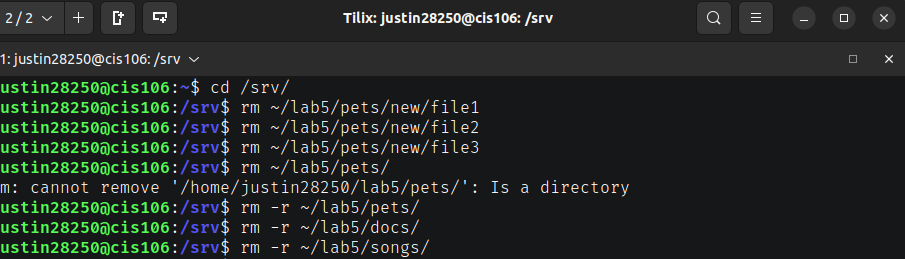 2 / 2
Tilix: justin28250@cis106: /srv
1: justin28250@cis106: /srv
ustin28250@cis106:~$ cd /srv/
ustin28250@cis106:/srv$ rm ~/lab5/pets/new/file1
ustin28250@cis106:/srv$ rm ~/lab5/pets/new/file2
ustin28250@cis106:/srv$ rm ~/lab5/pets/new/file3
ustin28250@cis106:/srv$ rm ~/lab5/pets/
m: cannot remove '/home/justin28250/lab5/pets/': Is a directory
ustin28250@cis106:/srv$ rm -r ~/lab5/pets/
ustin28250@cis106:/srv$ rm -r ~/lab5/docs/
ustin28250@cis106:/srv$ rm -r ~/lab5/songs/